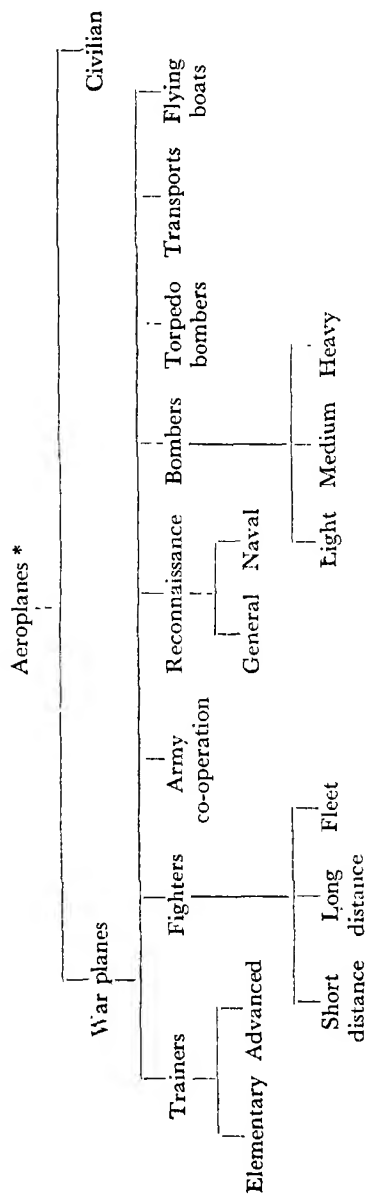 Aeroplanes *
War planes
Civilian
Trainers
Fighters
Army
co-operation
Reconnaissance
Bombers
Torpedo
bombers
Transports
Flying
boats
Elementary
Advanced
Short
distance
Long
distance
Fleet
General
Naval
Light
Medium
Heavy